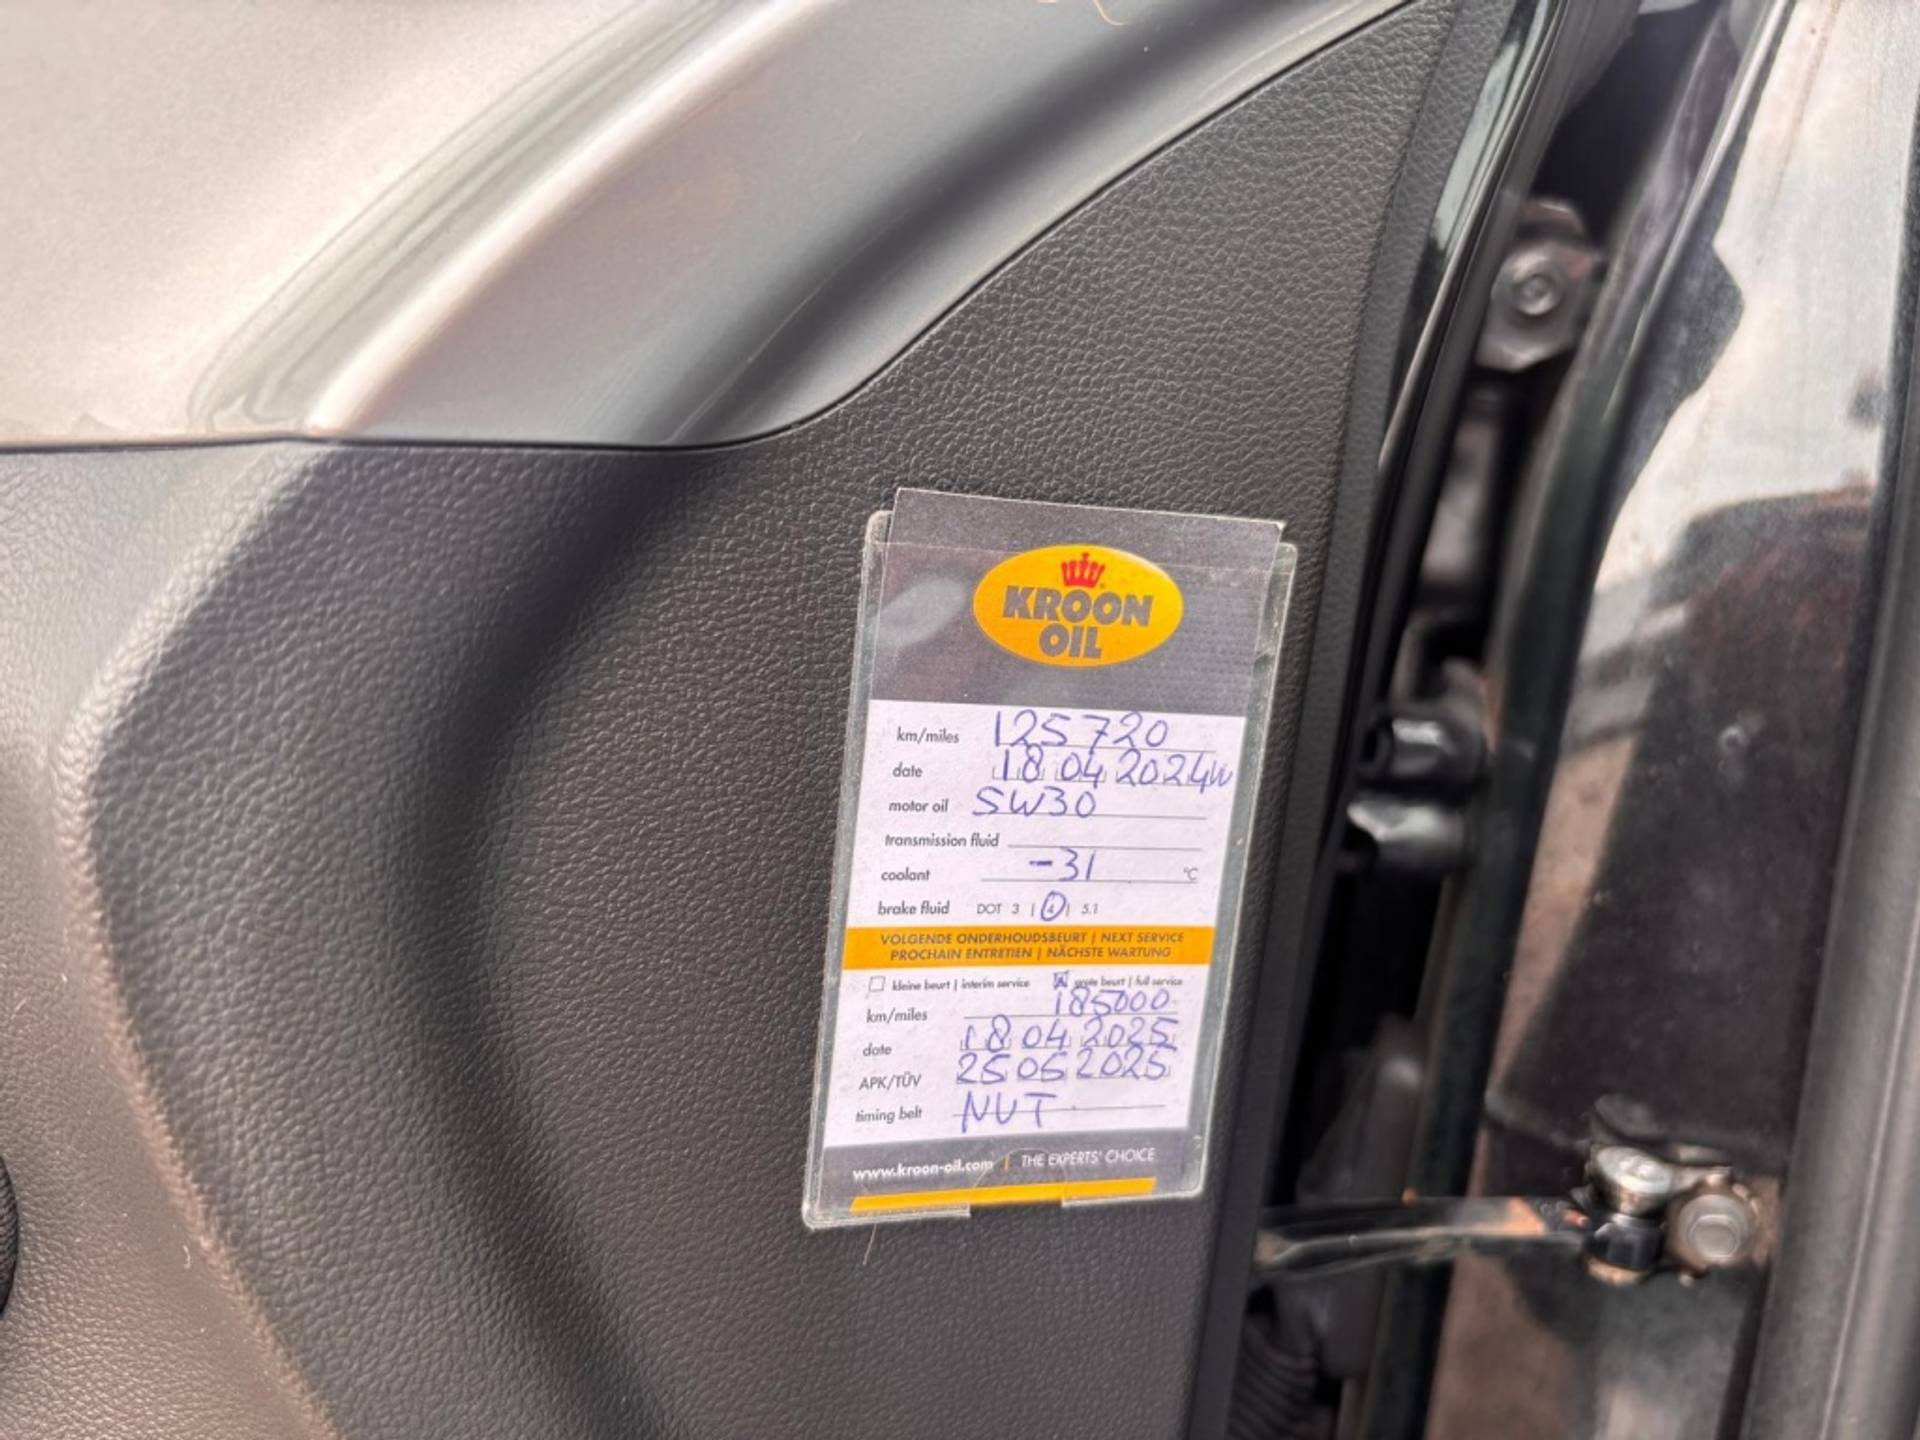 KROON
OIL
km/miles 125720
date 18 04 2024
motor oil 5W30
transmission fluid
coolant -31 °C
brake fluid DOT 3 | 4 | 5.1
VOLGENDE ONDERHOUDSBEURT | NEXT SERVICE
PROCHAIN ENTRETIEN | NÄCHSTE WARTUNG
kleine beurt | interim service grote beurt | full service
km/miles 185000
date 18 04 2025
APK/TÜV 25 05 2025
timing belt NVT
www.kroon-oil.com | THE EXPERTS' CHOICE